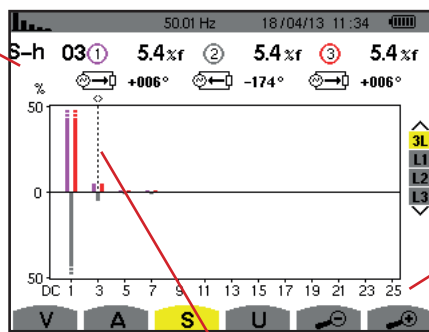 50.01 Hz 18/04/13 11:34
S-h 03 1 5.4%f 2 5.4%f 3 5.4%f
+006° -174° +006°
%
50
0
50
3L
L1
L2
L3
DC 1 3 5 7 9 11 13 15 17 19 21 23 25
V A S U